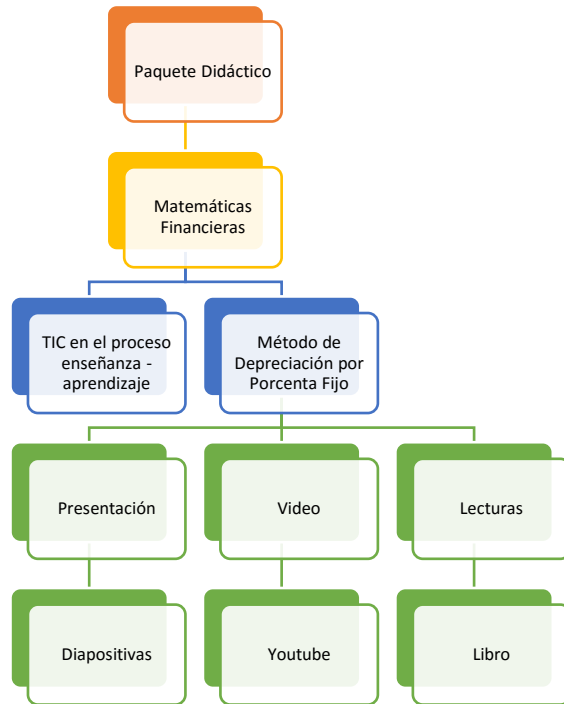 Paquete Didáctico
Matemáticas
Financieras
TIC en el proceso
enseñanza -
aprendizaje
Método de
Depreciación por
Porcenta Fijo
Presentación
Video
Lecturas
Diapositivas
Youtube
Libro